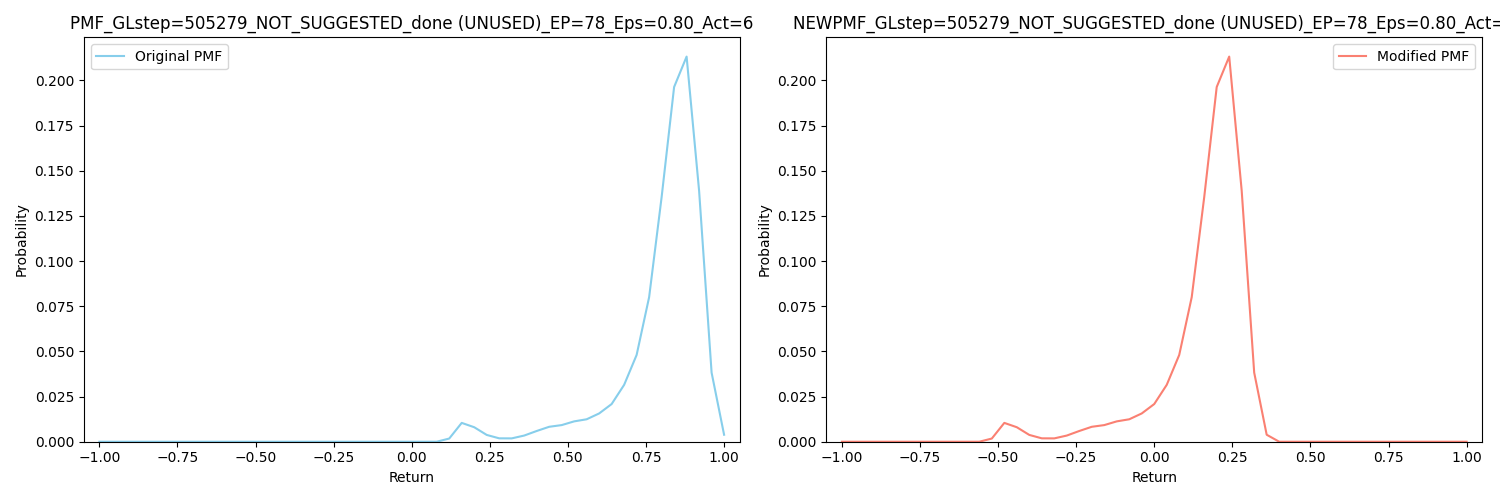 PMF_GLstep=505279_NOT_SUGGESTED_done (UNUSED)_EP=78_Eps=0.80_Act=6
Original PMF
0.200
0.175
0.150
0.125
0.100
0.075
0.050
0.025
0.000
Probability
−1.00 −0.75 −0.50 −0.25 0.00 0.25 0.50 0.75 1.00
Return
NEWPMF_GLstep=505279_NOT_SUGGESTED_done (UNUSED)_EP=78_Eps=0.80_Act=
Modified PMF
0.200
0.175
0.150
0.125
0.100
0.075
0.050
0.025
0.000
Probability
−1.00 −0.75 −0.50 −0.25 0.00 0.25 0.50 0.75 1.00
Return